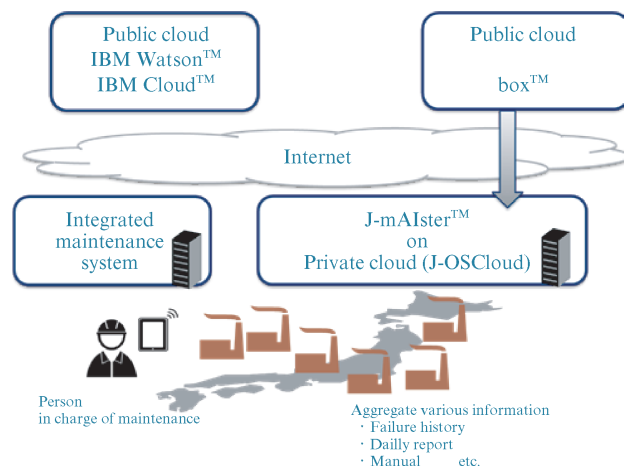 Public cloud
IBM Watson™
IBM Cloud™
Public cloud
box™
Internet
Integrated
maintenance
system
J-mAIster™
on
Private cloud (J-OSCloud)
Person
in charge of maintenance
Aggregate various information
・Failure history
・Dailly report
・Manual etc.